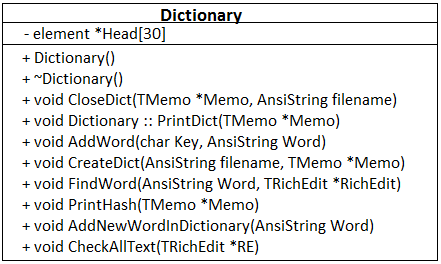 Dictionary
- element *Head[30]
+ Dictionary()
+ ~Dictionary()
+ void CloseDict(TMemo *Memo, AnsiString filename)
+ void Dictionary :: PrintDict(TMemo *Memo)
+ void AddWord(char Key, AnsiString Word)
+ void CreateDict(AnsiString filename, TMemo *Memo)
+ void FindWord(AnsiString Word, TRichEdit *RichEdit)
+ void PrintHash(TMemo *Memo)
+ void AddNewWordInDictionary(AnsiString Word)
+ void CheckAllText(TRichEdit *RE)